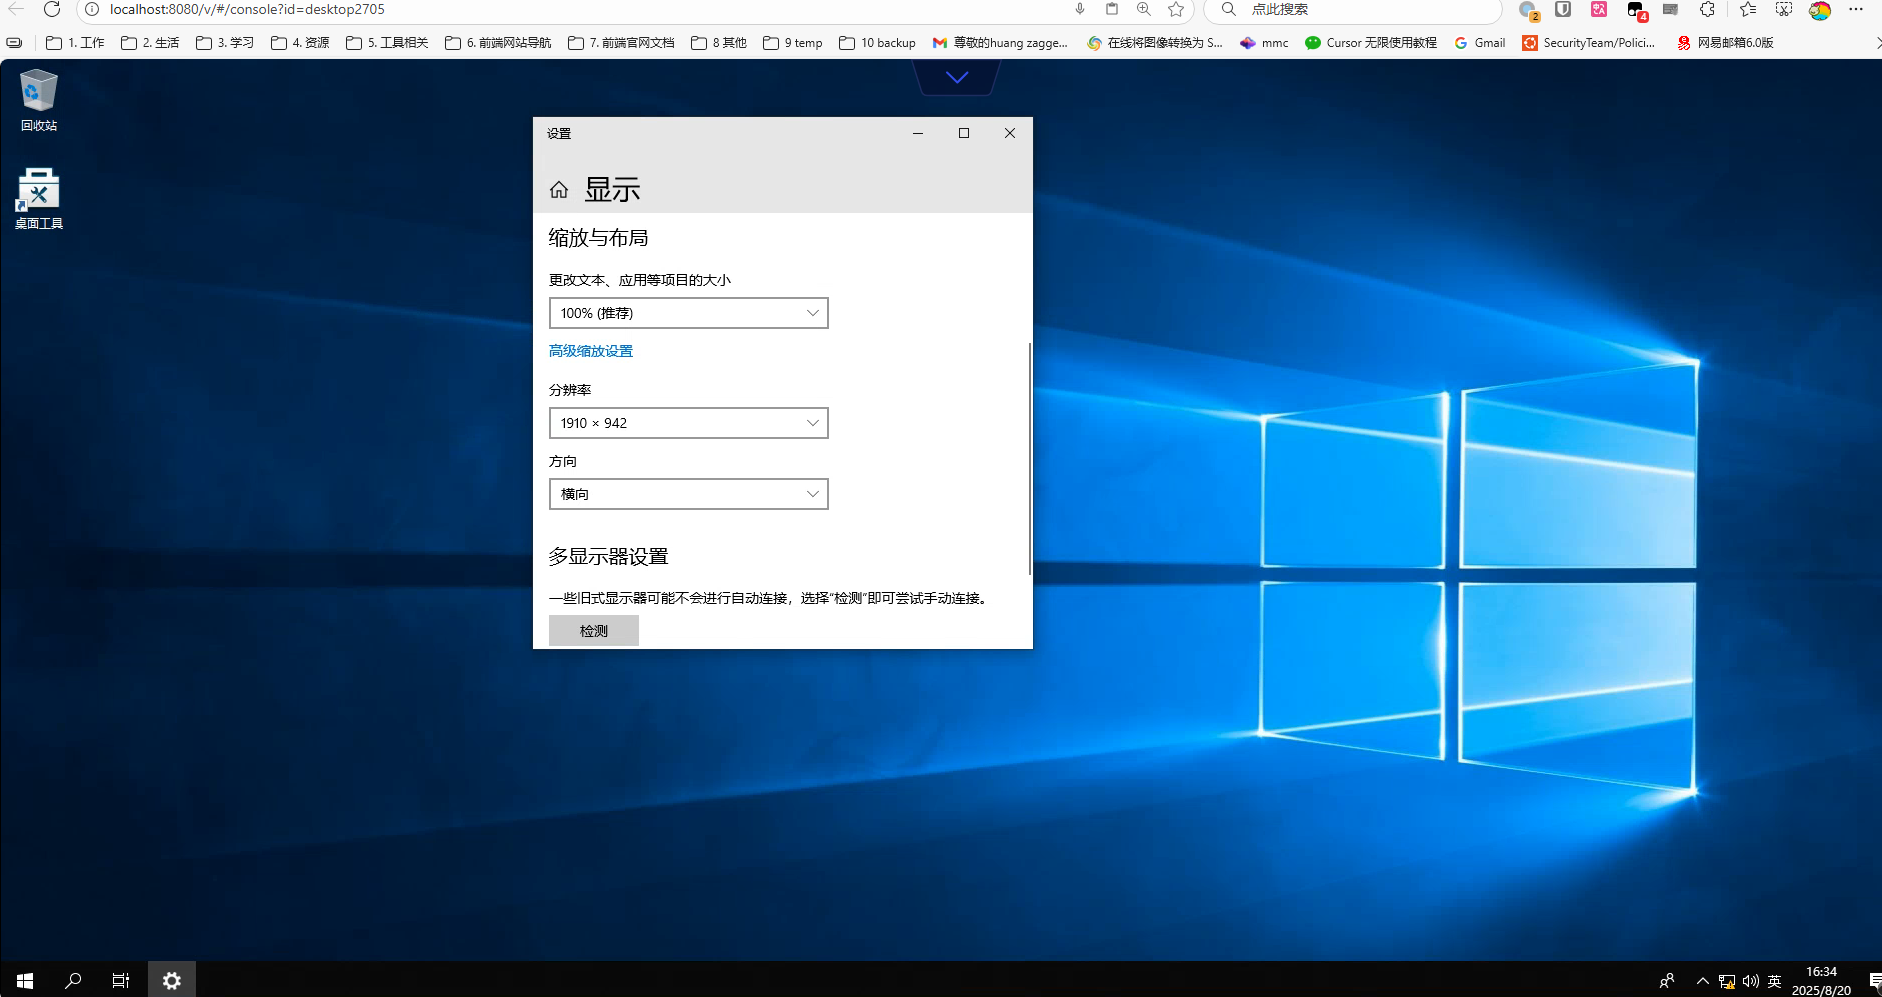 localhost:8080/v/#/console?id=desktop2705
点此搜索
2
中A
4
1. 工作
2. 生活
3. 学习
4. 资源
5. 工具相关
6. 前端网站导航
7. 前端官网文档
8 其他
9 temp
10 backup
尊敬的huang zagge...
在线将图像转换为 S...
mmc
Cursor 无限使用教程
Gmail
SecurityTeam/Polici...
网易邮箱6.0版
回收站
桌面工具
设置
显示
缩放与布局
更改文本、应用等项目的大小
100% (推荐)
高级缩放设置
分辨率
1910 × 942
方向
横向
多显示器设置
一些旧式显示器可能不会进行自动连接，选择“检测”即可尝试手动连接。
检测
英
16:34
2025/8/20